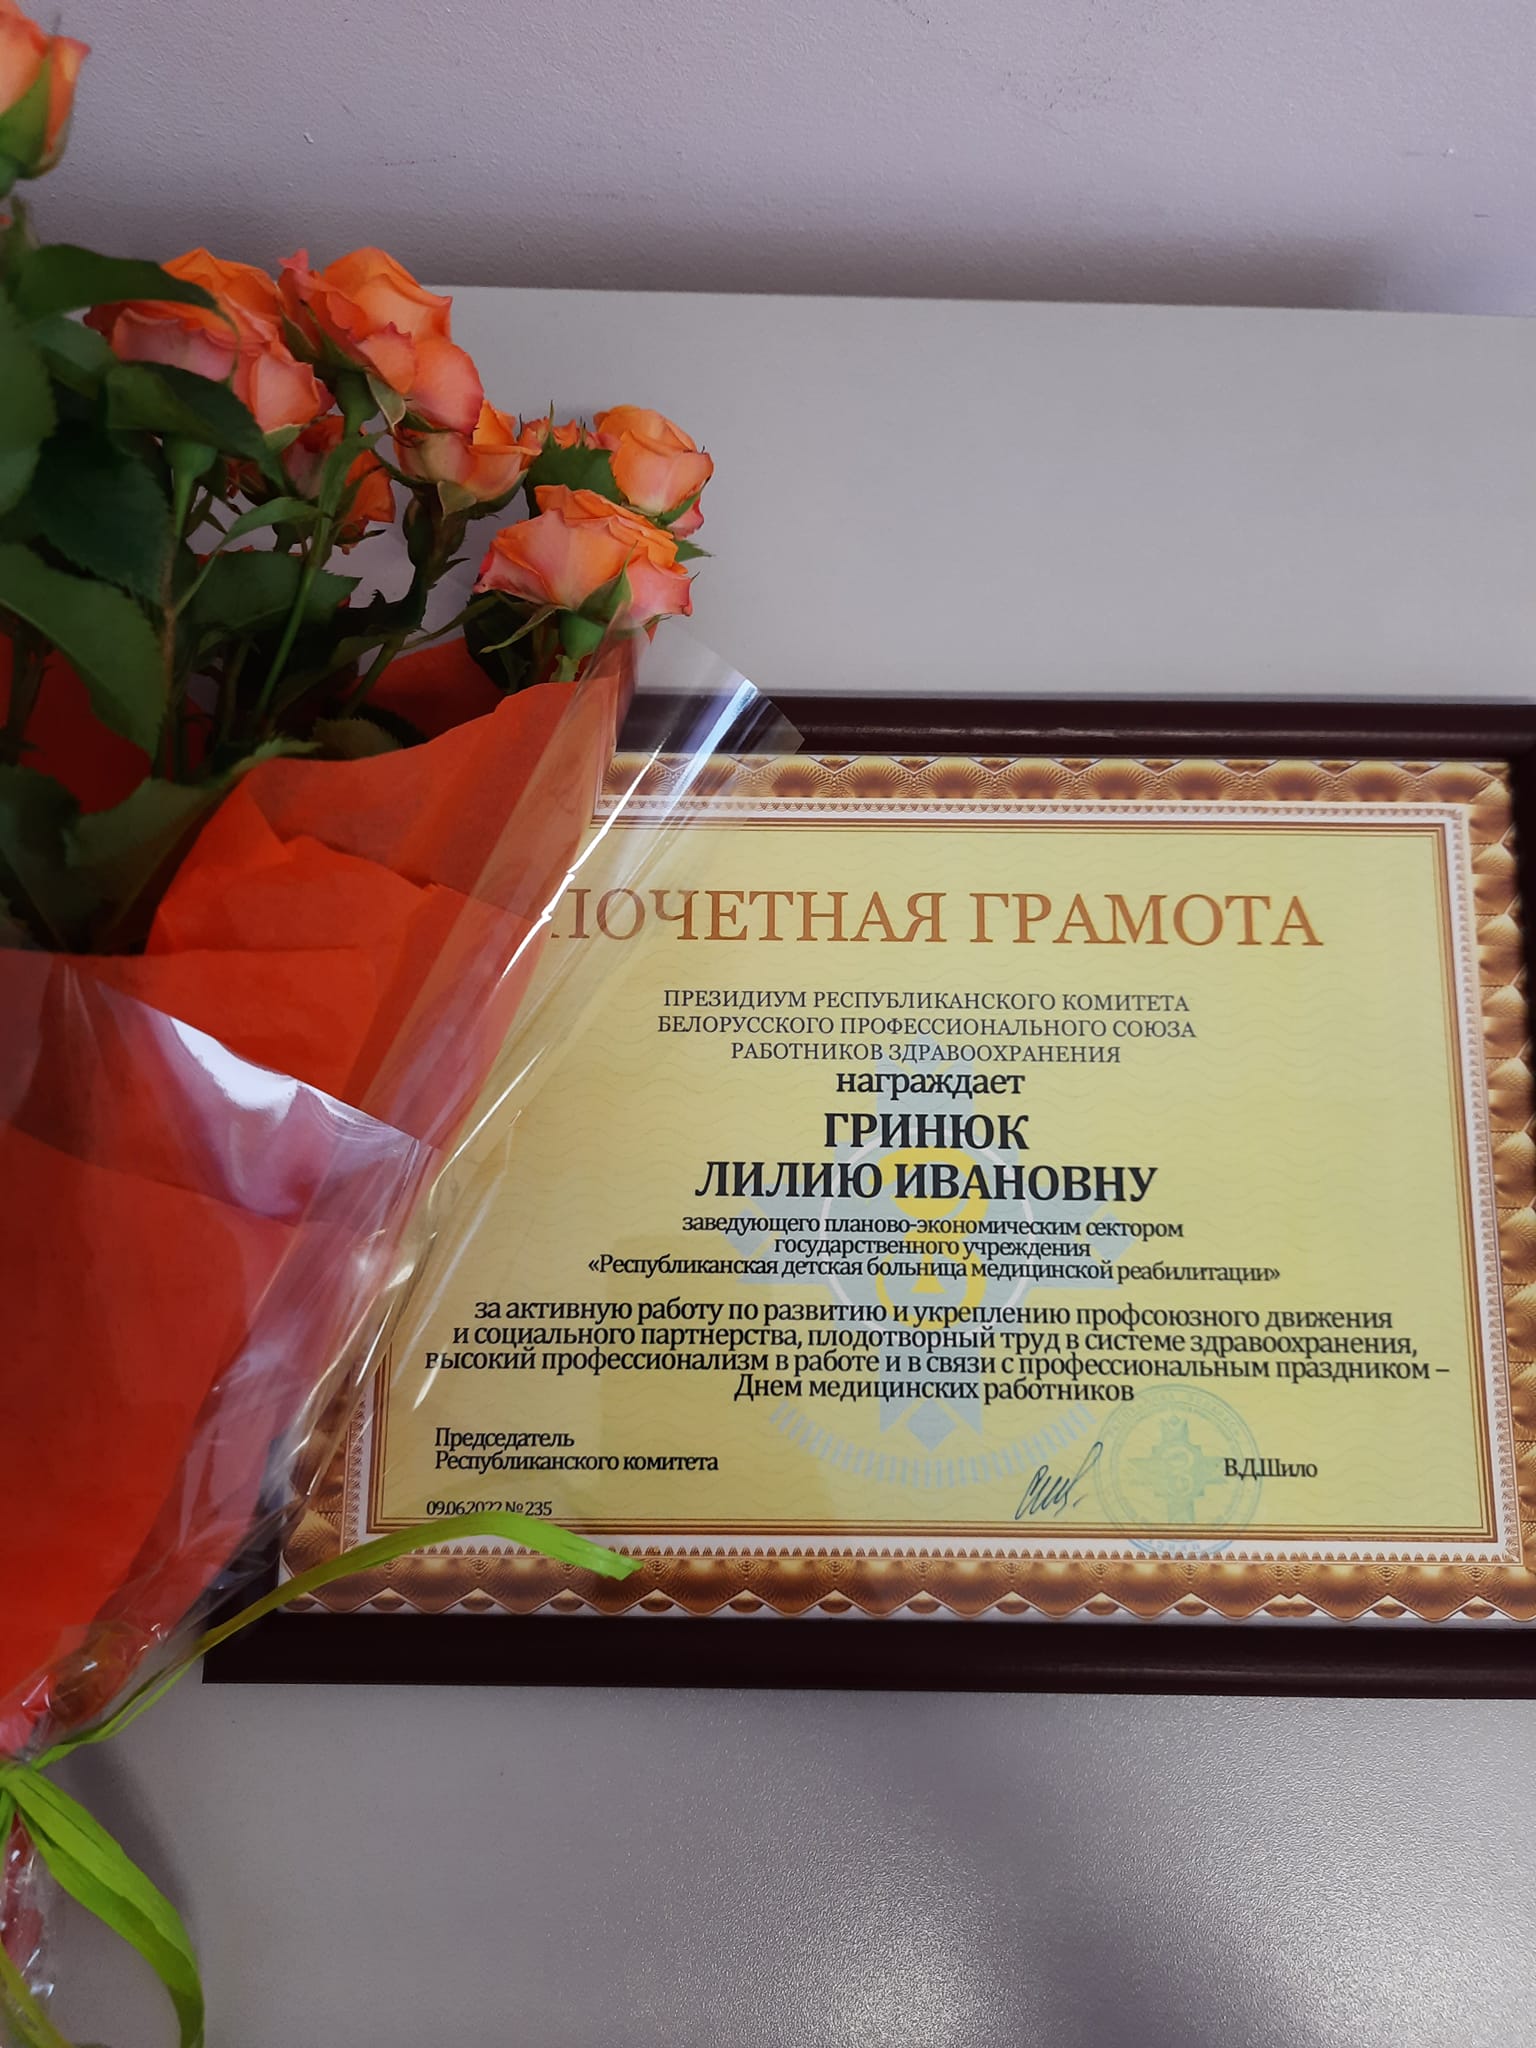 ПОЧЕТНАЯ ГРАМОТА
ПРЕЗИДИУМ РЕСПУБЛИКАНСКОГО КОМИТЕТА
БЕЛОРУССКОГО ПРОФЕССИОНАЛЬНОГО СОЮЗА
РАБОТНИКОВ ЗДРАВООХРАНЕНИЯ
награждает
ГРИНЮК
ЛИЛИЮ ИВАНОВНУ
заведующего планово-экономическим сектором
государственного учреждения
«Республиканская детская больница медицинской реабилитации»
за активную работу по развитию и укреплению профсоюзного движения
и социального партнерства, плодотворный труд в системе здравоохранения,
высокий профессионализм в работе и в связи с профессиональным праздником –
Днем медицинских работников
Председатель
Республиканского комитета
В.Д.Шило
09.06.2022 № 235